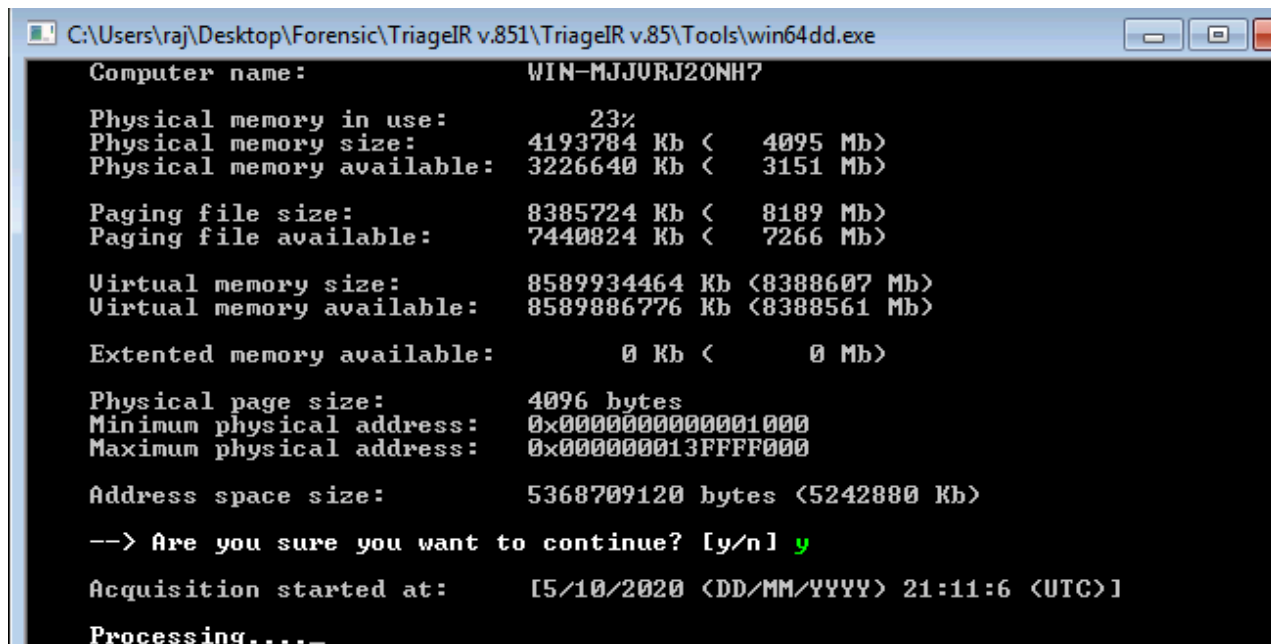 C:\Users\raj\Desktop\Forensic\TriageIR v.851\TriageIR v.85\Tools\win64dd.exe
Computer name: WIN-MJJVRJ2ONH7
Physical memory in use: 23%
Physical memory size: 4193784 Kb ( 4095 Mb)
Physical memory available: 3226640 Kb ( 3151 Mb)
Paging file size: 8385724 Kb ( 8189 Mb)
Paging file available: 7440824 Kb ( 7266 Mb)
Virtual memory size: 8589934464 Kb (8388607 Mb)
Virtual memory available: 8589886776 Kb (8388561 Mb)
Extented memory available: 0 Kb ( 0 Mb)
Physical page size: 4096 bytes
Minimum physical address: 0x0000000000001000
Maximum physical address: 0x000000013FFFF000
Address space size: 5368709120 bytes (5242880 Kb)
--> Are you sure you want to continue? [y/n] y
Acquisition started at: [5/10/2020 (DD/MM/YYYY) 21:11:6 (UTC)]
Processing...._